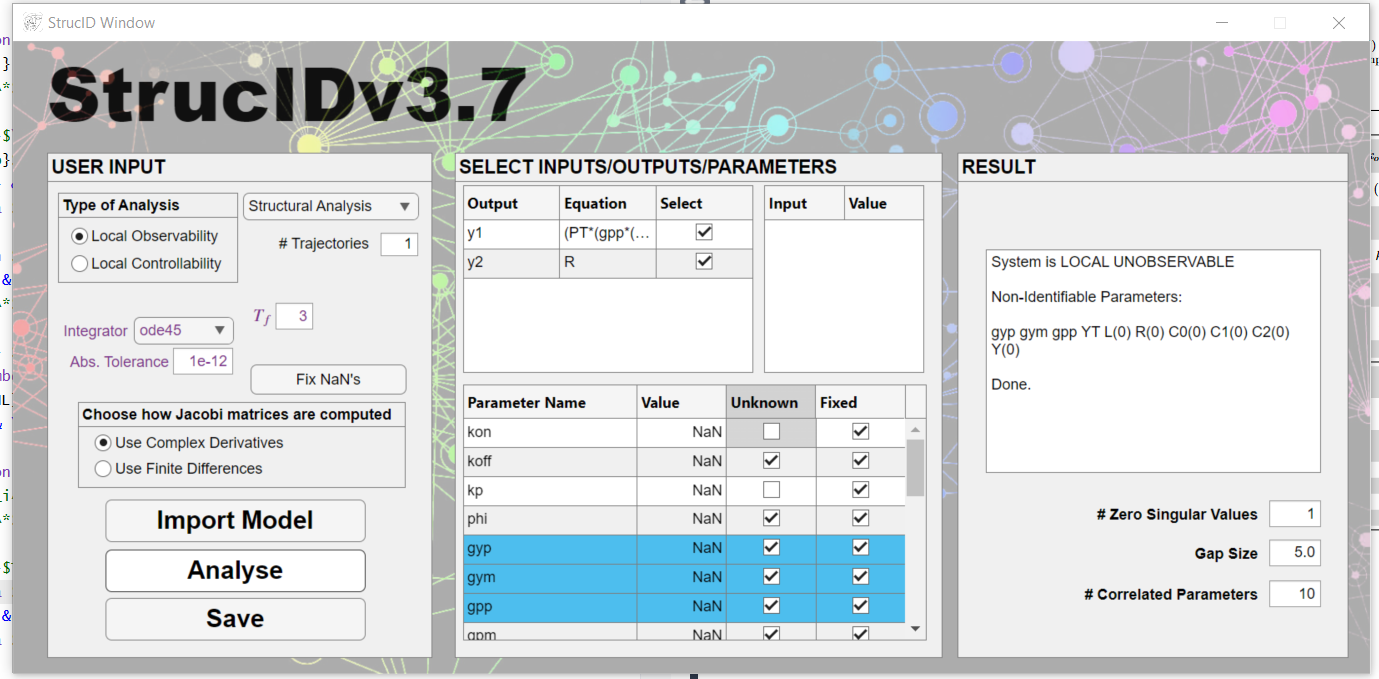 StrucID Window
StrucIDv3.7
USER INPUT
Type of Analysis
Structural Analysis
Local Observability
Local Controllability
# Trajectories 1
Integrator ode45
Tf 3
Abs. Tolerance 1e-12
Fix NaN's
Choose how Jacobi matrices are computed
Use Complex Derivatives
Use Finite Differences
Import Model
Analyse
Save
SELECT INPUTS/OUTPUTS/PARAMETERS
Output Equation Select
y1 (PT*(gpp*(...
y2 R
Input Value
Parameter Name Value Unknown Fixed
kon NaN
koff NaN
kp NaN
phi NaN
gyp NaN
gym NaN
gpp NaN
gpm NaN
RESULT
System is LOCAL UNOBSERVABLE
Non-Identifiable Parameters:
gyp gym gpp YT L(0) R(0) C0(0) C1(0) C2(0)
Y(0)
Done.
# Zero Singular Values 1
Gap Size 5.0
# Correlated Parameters 10